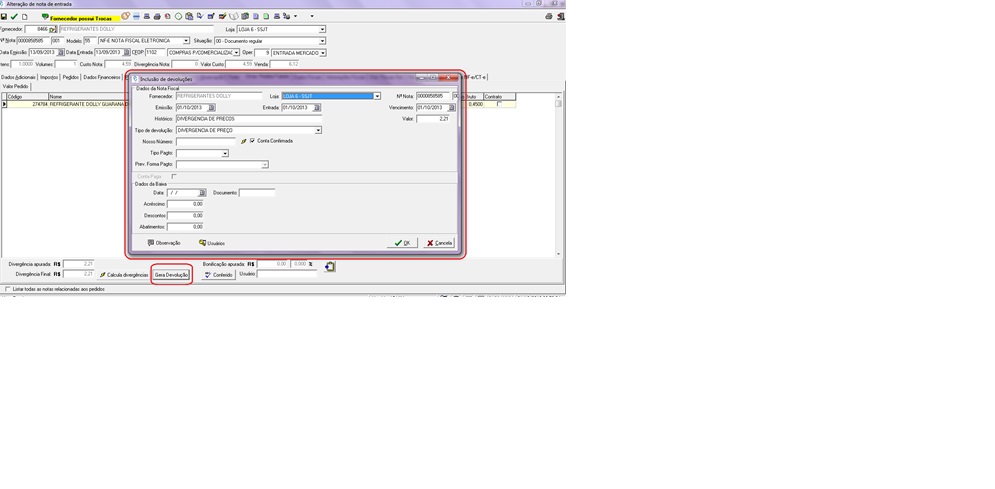 Alteração de nota de entrada
Fornecedor possui Trocas
Fornecedor: 8466 REFRIGERANTES DOLLY Loja: LOJA 6 - SSJT
Nº Nota: 0000858585 001 Modelo: 55 NF-E NOTA FISCAL ELETRONICA Situação: 00 - Documento regular
Data Emissão: 13/09/2013 Data Entrada: 13/09/2013 CFOP: 1102 COMPRAS P/COMERCIALIZAC Oper: 9 ENTRADA MERCADO
Itens: 1,0000 Volumes: 1 Custo Nota: 4.59 Divergência Nota: 0 Valor Custo: 4.59 Venda: 6.12
Dados Adicionais Impostos Pedidos Dados Financeiros NF-e/CT-e
Valor Pedido
Código Nome Bruto Contrato
274784 REFRIGERANTE DOLLY GUARANA 0,4500
Inclusão de devoluções
Dados da Nota Fiscal
Fornecedor: REFRIGERANTES DOLLY Loja: LOJA 6 - SSJT Nº Nota: 0000858585
Emissão: 01/10/2013 Entrada: 01/10/2013 Vencimento: 01/10/2013
Histórico: DIVERGENCIA DE PRECOS Valor: 2,21
Tipo de devolução: DIVERGENCIA DE PREÇO
Nosso Número: Conta Confirmada
Tipo Pagto:
Prev. Forma Pagto:
Conta Paga
Dados da Baixa
Data: / / Documento:
Acréscimo: 0,00
Descontos: 0,00
Abatimentos: 0,00
Observação Usuários OK Cancela
Divergência apurada: R$ 2,21 Bonificação apurada: R$ 0,00 0,000 %
Divergência Final: R$ 2,21 Calcula divergências Gera Devolução Conferido Usuário
Listar todas as notas relacionadas aos pedidos